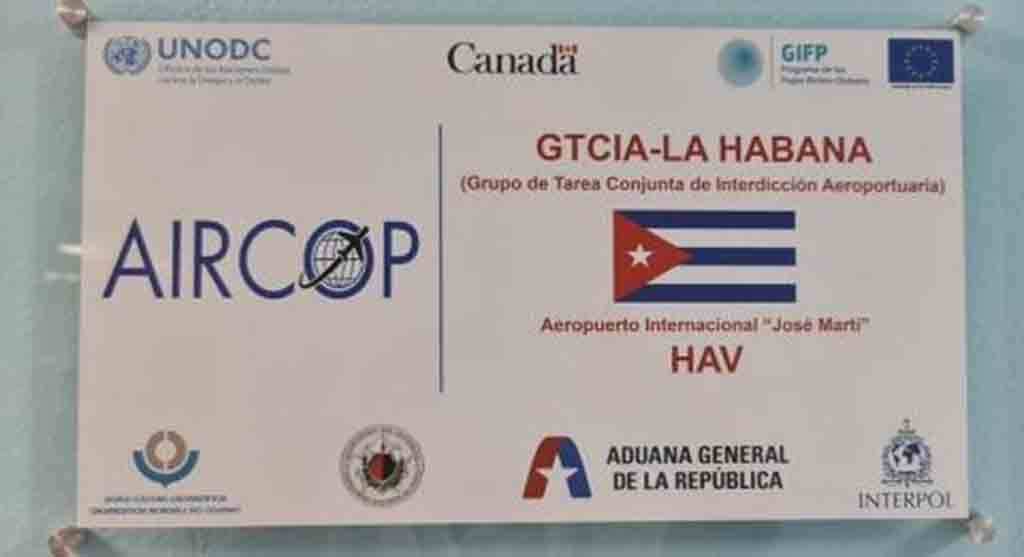 UNODC
Canada
GIFP
GTCIA-LA HABANA
(Grupo de Tarea Conjunta de Interdicción Aeroportuaria)
AIRCOP
Aeropuerto Internacional “José Martí”
HAV
ADUANA GENERAL
DE LA REPÚBLICA
INTERPOL